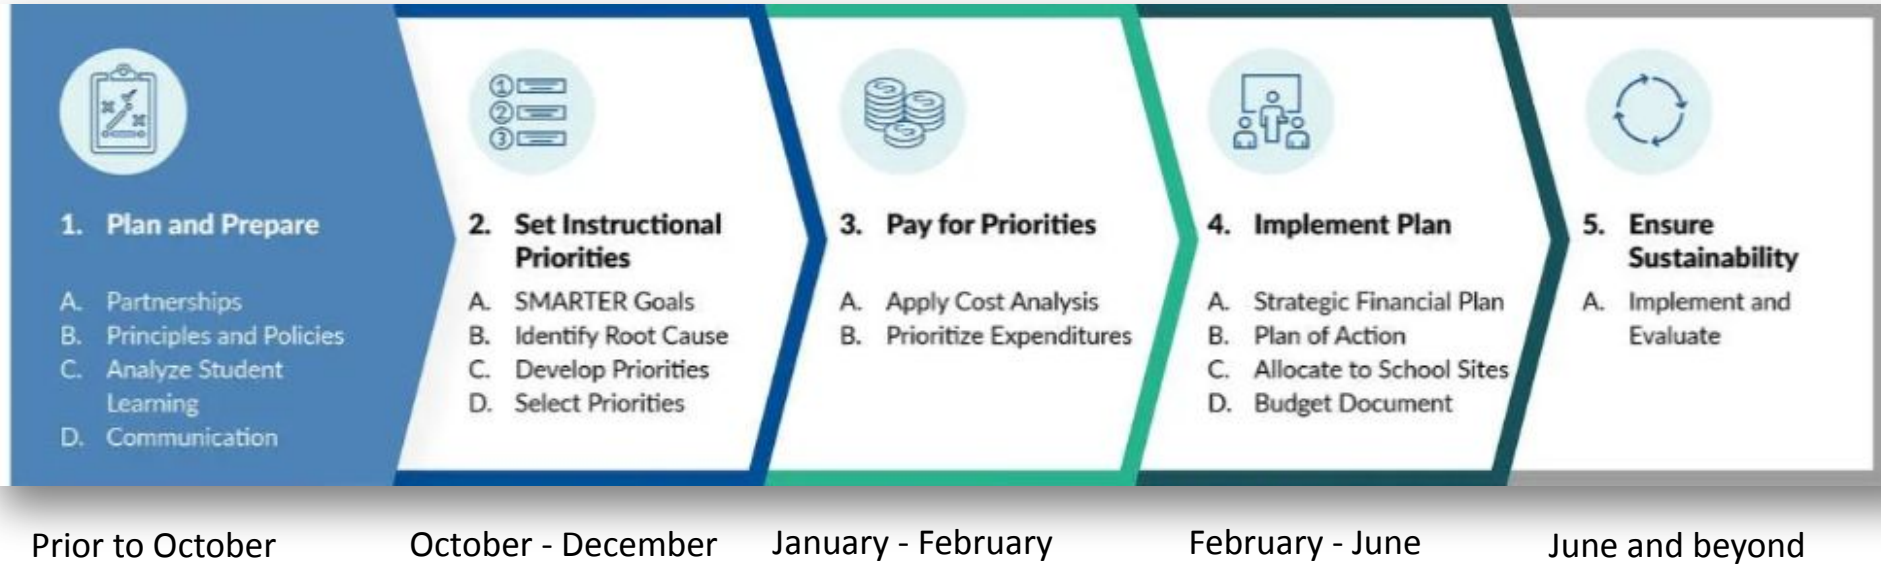 1. Plan and Prepare
A. Partnerships
B. Principles and Policies
C. Analyze Student
Learning
D. Communication
1
2
3
2. Set Instructional
Priorities
A. SMARTER Goals
B. Identify Root Cause
C. Develop Priorities
D. Select Priorities
3. Pay for Priorities
A. Apply Cost Analysis
B. Prioritize Expenditures
4. Implement Plan
A. Strategic Financial Plan
B. Plan of Action
C. Allocate to School Sites
D. Budget Document
5. Ensure
Sustainability
A. Implement and
Evaluate
Prior to October
October - December
January - February
February - June
June and beyond